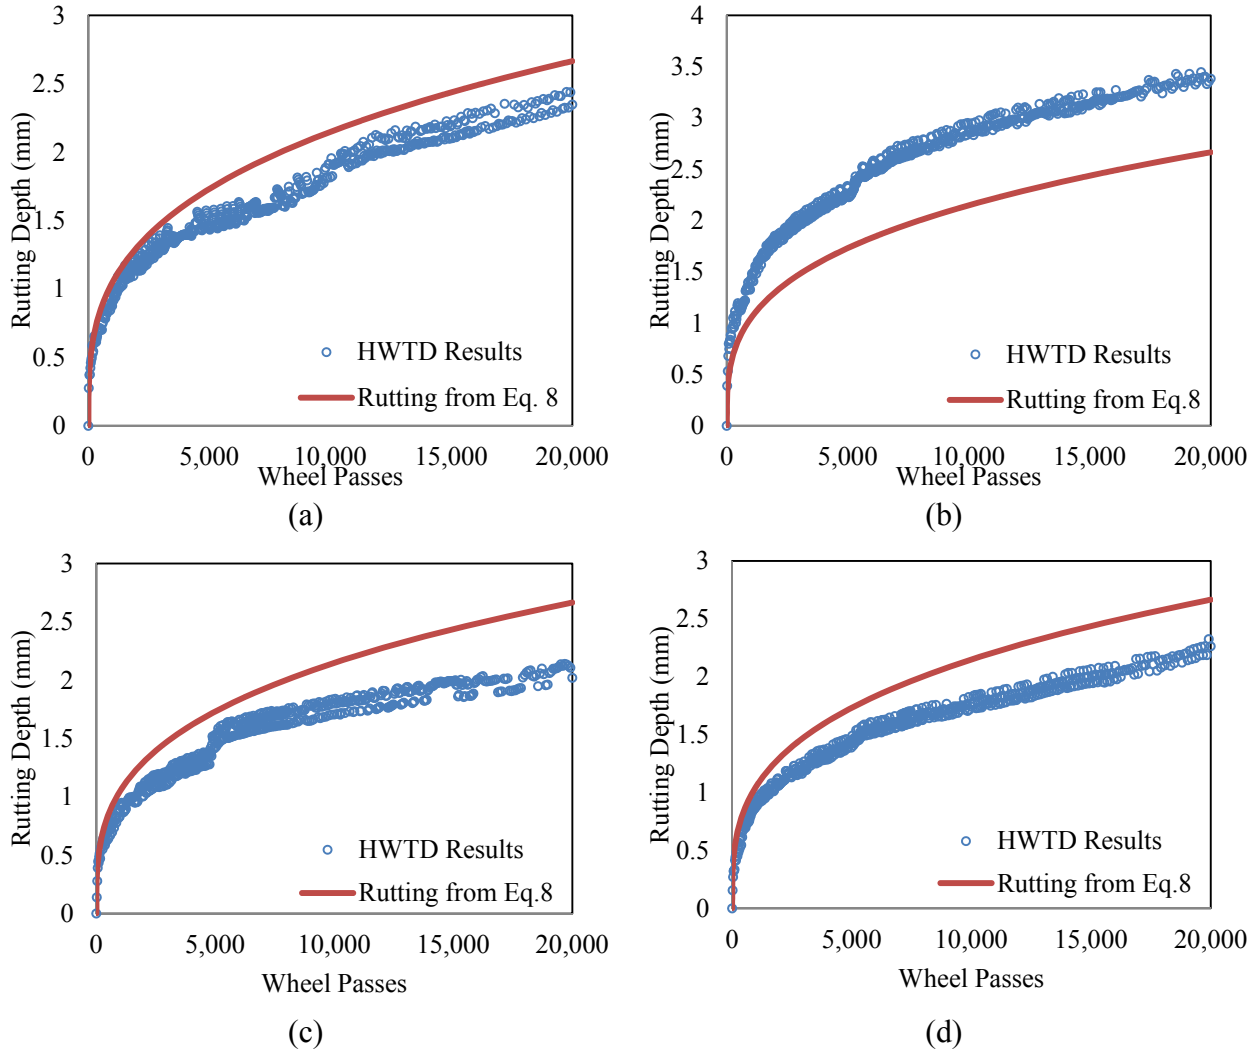 3
2.5
2
1.5
1
0.5
0
Rutting Depth (mm)
HWTD Results
Rutting from Eq. 8
0
5,000
10,000
15,000
20,000
Wheel Passes
(a)
4
3.5
3
2.5
2
1.5
1
0.5
0
Rutting Depth (mm)
HWTD Results
Rutting from Eq.8
0
5,000
10,000
15,000
20,000
Wheel Passes
(b)
3
2.5
2
1.5
1
0.5
0
Rutting Depth (mm)
HWTD Results
Rutting from Eq.8
0
5,000
10,000
15,000
20,000
Wheel Passes
(c)
3
2.5
2
1.5
1
0.5
0
Rutting Depth (mm)
HWTD Results
Rutting from Eq.8
0
5,000
10,000
15,000
20,000
Wheel Passes
(d)